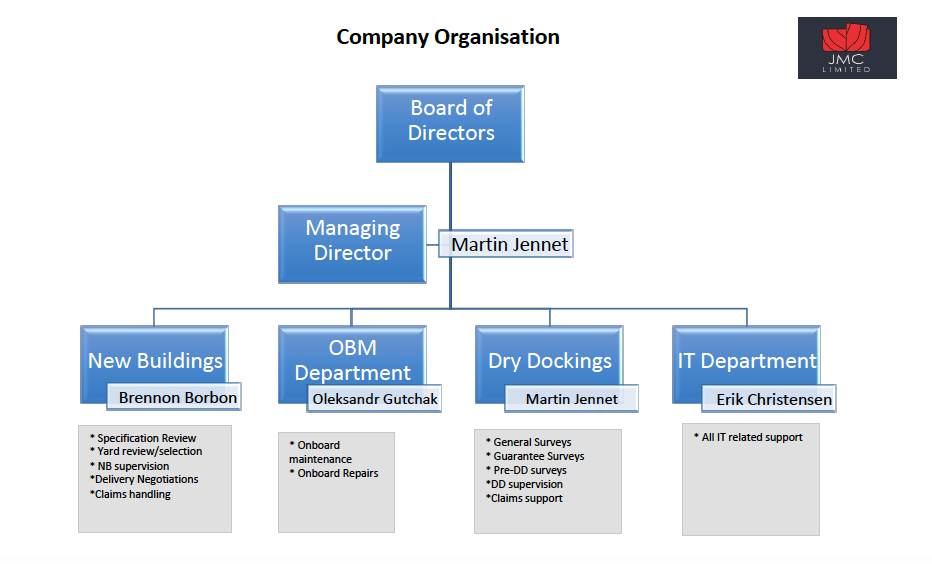 Company Organisation
JMC
LIMITED
Board of
Directors
Managing
Director
Martin Jennet
New Buildings
Brennon Borbon
OBM
Department
Oleksandr Gutchak
Dry Dockings
Martin Jennet
IT Department
Erik Christensen
* Specification Review
* Yard review/selection
* NB supervision
*Delivery Negotiations
*Claims handling
* Onboard
maintenance
* Onboard Repairs
* General Surveys
* Guarantee Surveys
* Pre-DD surveys
*DD supervision
*Claims support
* All IT related support